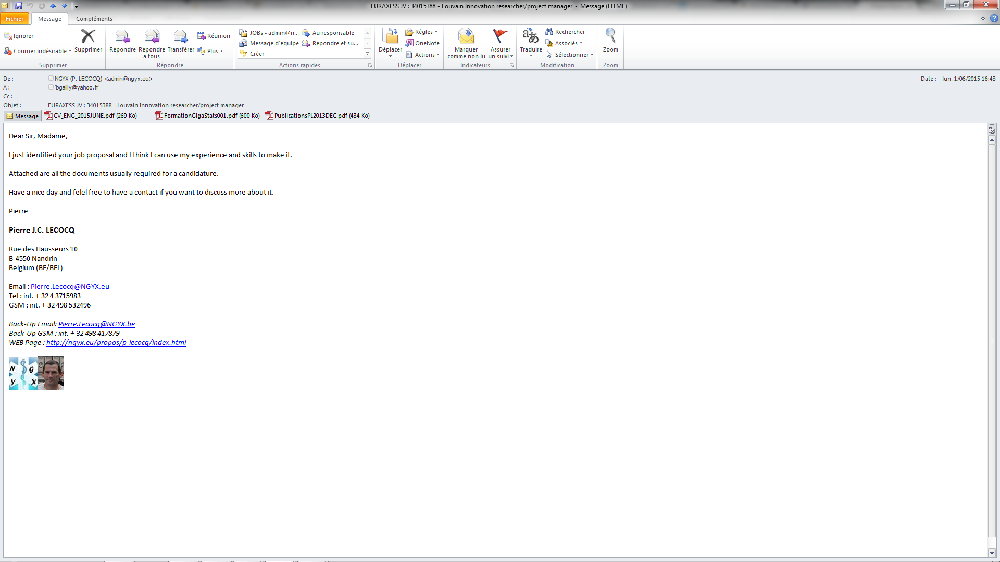 EURAXESS JV : 34015388 - Louvain Innovation researcher/project manager - Message (HTML)
Fichier Message Compléments
Ignorer
Courrier indésirable
Supprimer
Supprimer
Répondre
Répondre à tous
Transférer
Réunion
Plus
Répondre
JOBs - admin@n...
Au responsable
Message d'équipe
Répondre et su...
Créer
Actions rapides
Déplacer
Règles
OneNote
Actions
Déplacer
Marquer comme non lu
Assurer un suivi
Indicateurs
Traduire
Rechercher
Associés
Sélectionner
Modification
Zoom
Zoom
De : NGYX (P. LECOCQ) <admin@ngyx.eu> Date : lun. 1/06/2015 16:43
À : 'bgailly@yahoo.fr'
Cc :
Objet : EURAXESS JV : 34015388 - Louvain Innovation researcher/project manager
Message CV_ENG_2015JUNE.pdf (269 Ko) FormationGigaStats001.pdf (600 Ko) PublicationsPL2013DEC.pdf (434 Ko)
Dear Sir, Madame,
I just identified your job proposal and I think I can use my experience and skills to make it.
Attached are all the documents usually required for a candidature.
Have a nice day and felel free to have a contact if you want to discuss more about it.
Pierre
Pierre J.C. LECOCQ
Rue des Hausseurs 10
B-4550 Nandrin
Belgium (BE/BEL)
Email : Pierre.Lecocq@NGYX.eu
Tel : int. + 32 4 3715983
GSM : int. + 32 498 532496
Back-Up Email: Pierre.Lecocq@NGYX.be
Back-Up GSM : int. + 32 498 417879
WEB Page : http://ngyx.eu/propos/p-lecocq/index.html
N G
Y X